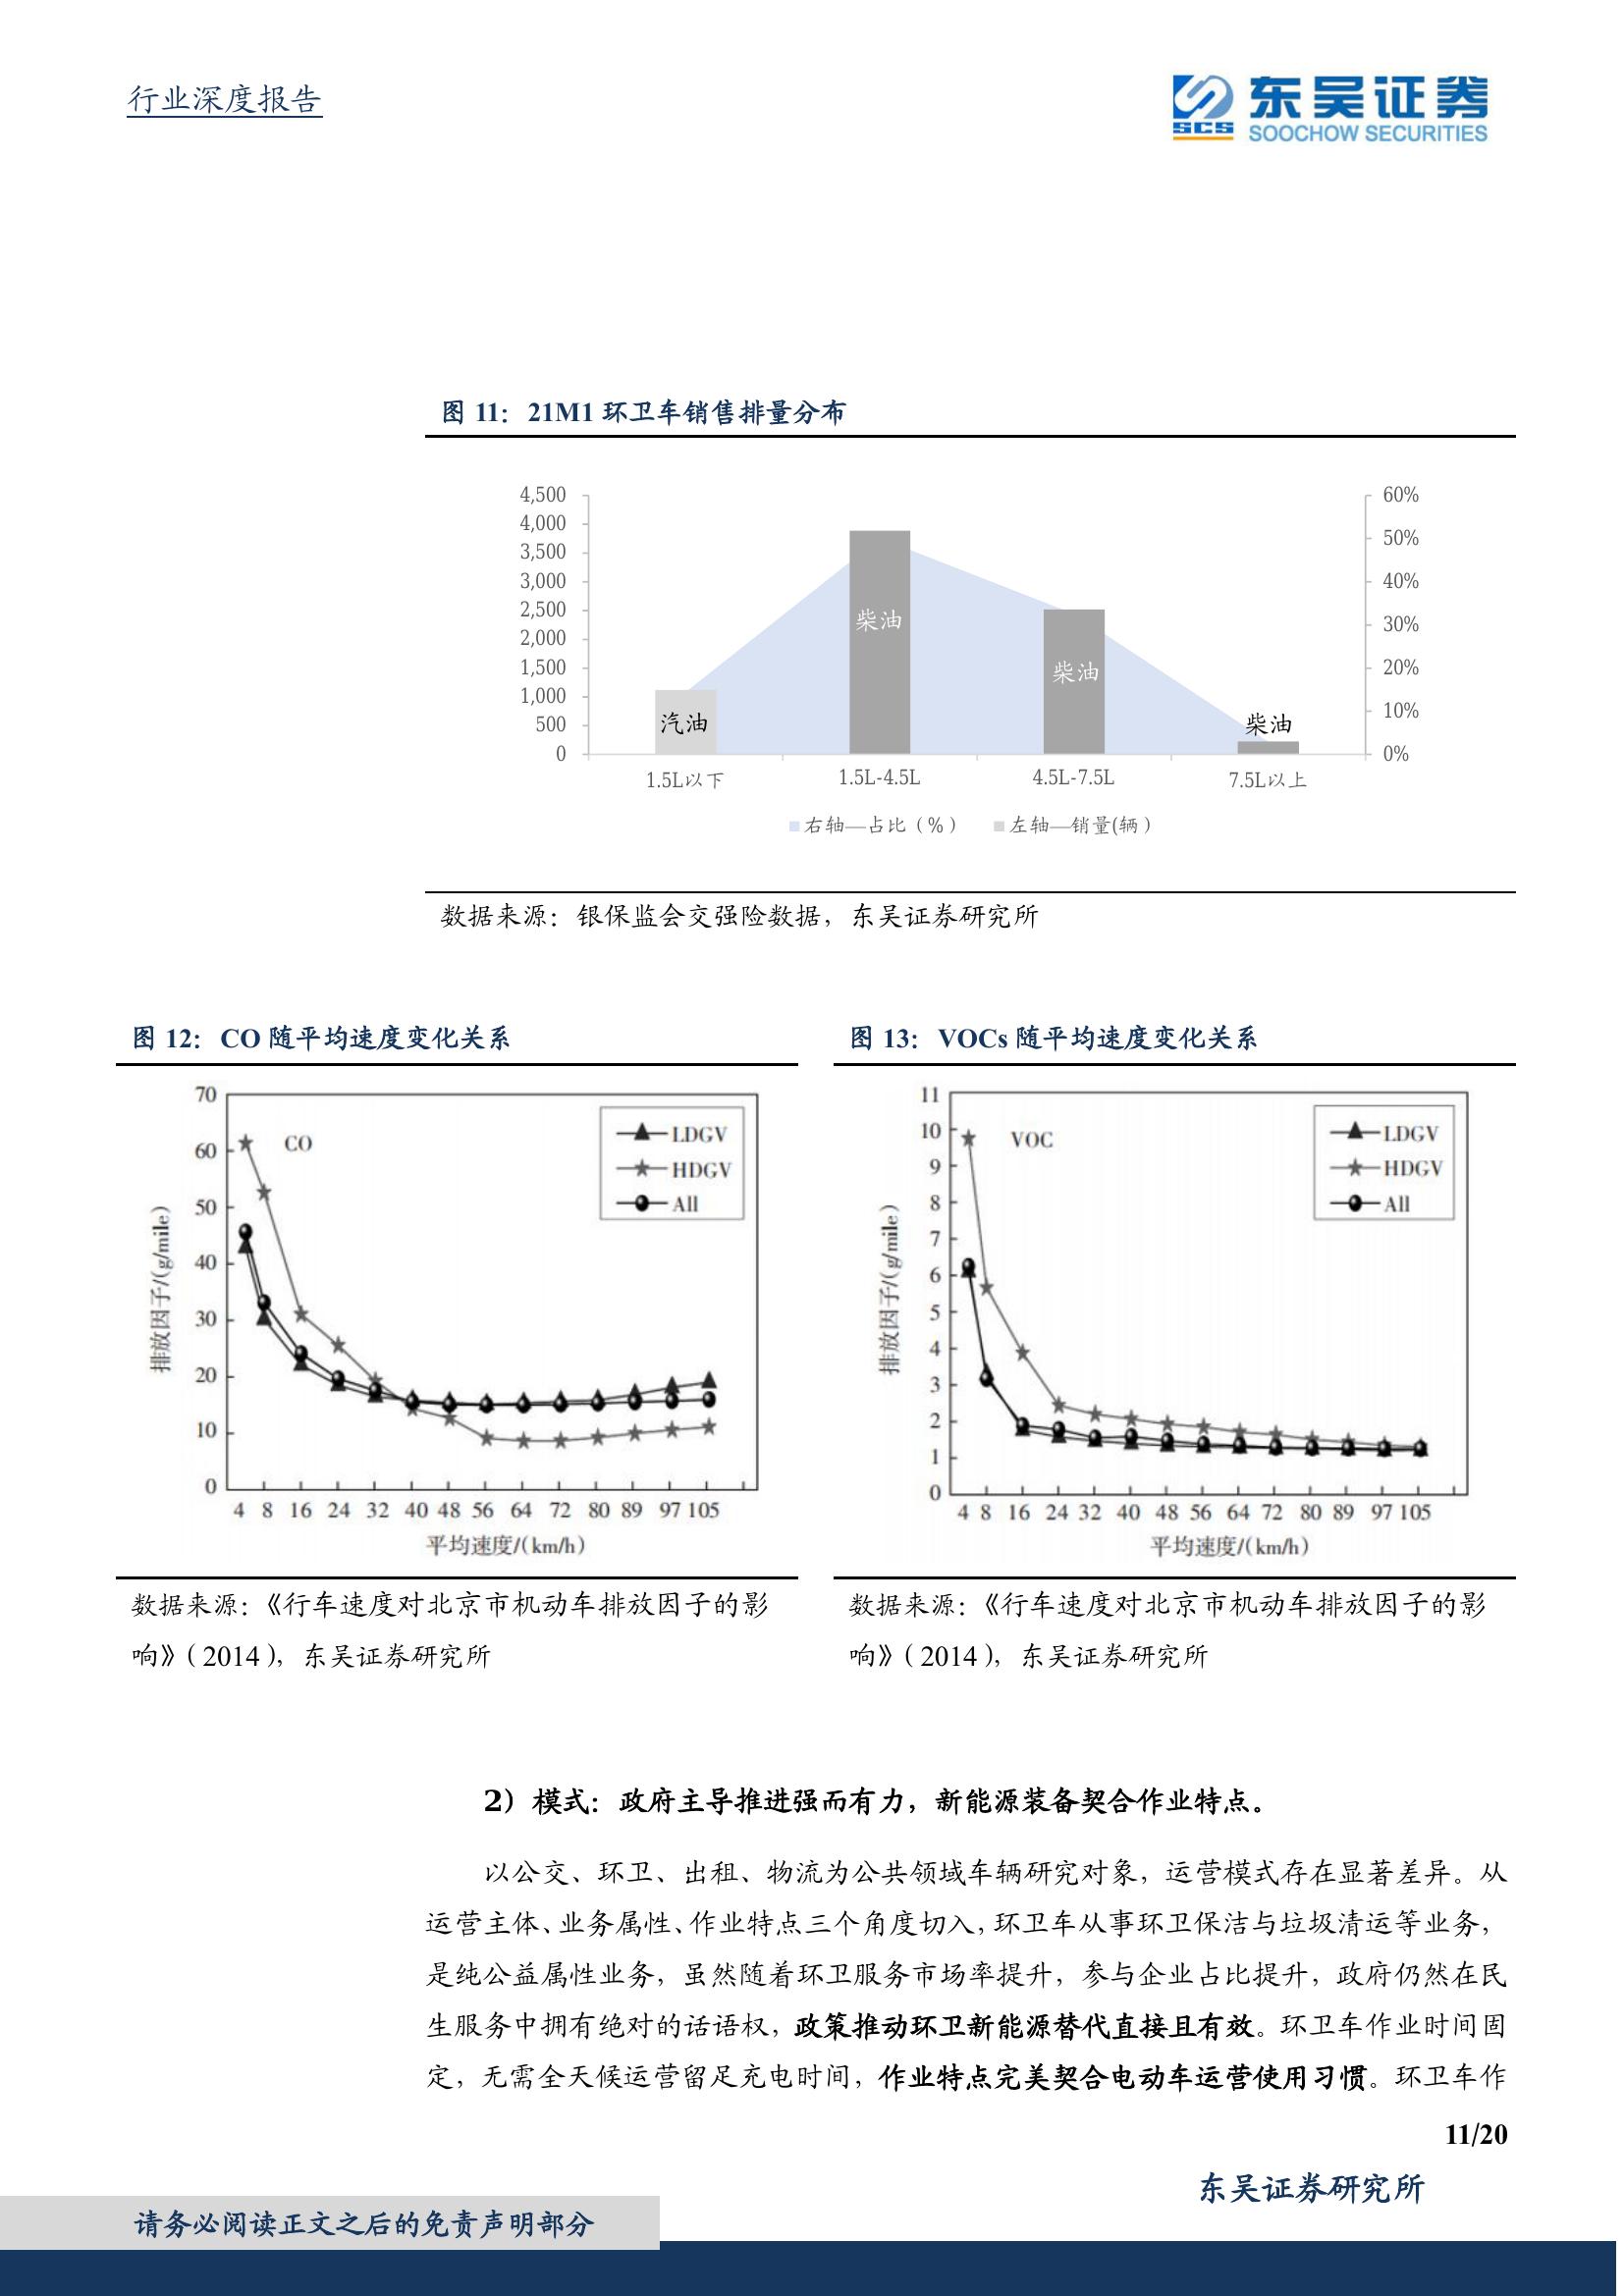 行业深度报告
东吴证券
SCS
SOOCHOW SECURITIES
图 11：21M1 环卫车销售排量分布
4,500
4,000
3,500
3,000
2,500
2,000
1,500
1,000
500
0
60%
50%
40%
30%
20%
10%
0%
汽油
柴油
柴油
柴油
1.5L以下
1.5L-4.5L
4.5L-7.5L
7.5L以上
右轴—占比（%）
左轴—销量(辆）
数据来源：银保监会交强险数据，东吴证券研究所
图 12：CO 随平均速度变化关系
70
60
50
40
30
20
10
0
排放因子/(g/mile)
CO
LDGV
HDGV
All
4 8 16 24 32 40 48 56 64 72 80 89 97 105
平均速度/(km/h)
数据来源：《行车速度对北京市机动车排放因子的影
响》（2014），东吴证券研究所
图 13：VOCs 随平均速度变化关系
11
10
9
8
7
6
5
4
3
2
1
0
排放因子/(g/mile)
VOC
LDGV
HDGV
All
4 8 16 24 32 40 48 56 64 72 80 89 97 105
平均速度/(km/h)
数据来源：《行车速度对北京市机动车排放因子的影
响》（2014），东吴证券研究所
2）模式：政府主导推进强而有力，新能源装备契合作业特点。
以公交、环卫、出租、物流为公共领域车辆研究对象，运营模式存在显著差异。从
运营主体、业务属性、作业特点三个角度切入，环卫车从事环卫保洁与垃圾清运等业务，
是纯公益属性业务，虽然随着环卫服务市场率提升，参与企业占比提升，政府仍然在民
生服务中拥有绝对的话语权，政策推动环卫新能源替代直接且有效。环卫车作业时间固
定，无需全天候运营留足充电时间，作业特点完美契合电动车运营使用习惯。环卫车作
11/20
东吴证券研究所
请务必阅读正文之后的免责声明部分